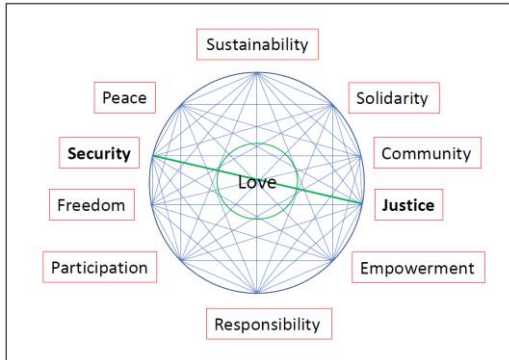 Sustainability
Peace
Solidarity
Security
Community
Love
Freedom
Justice
Participation
Empowerment
Responsibility